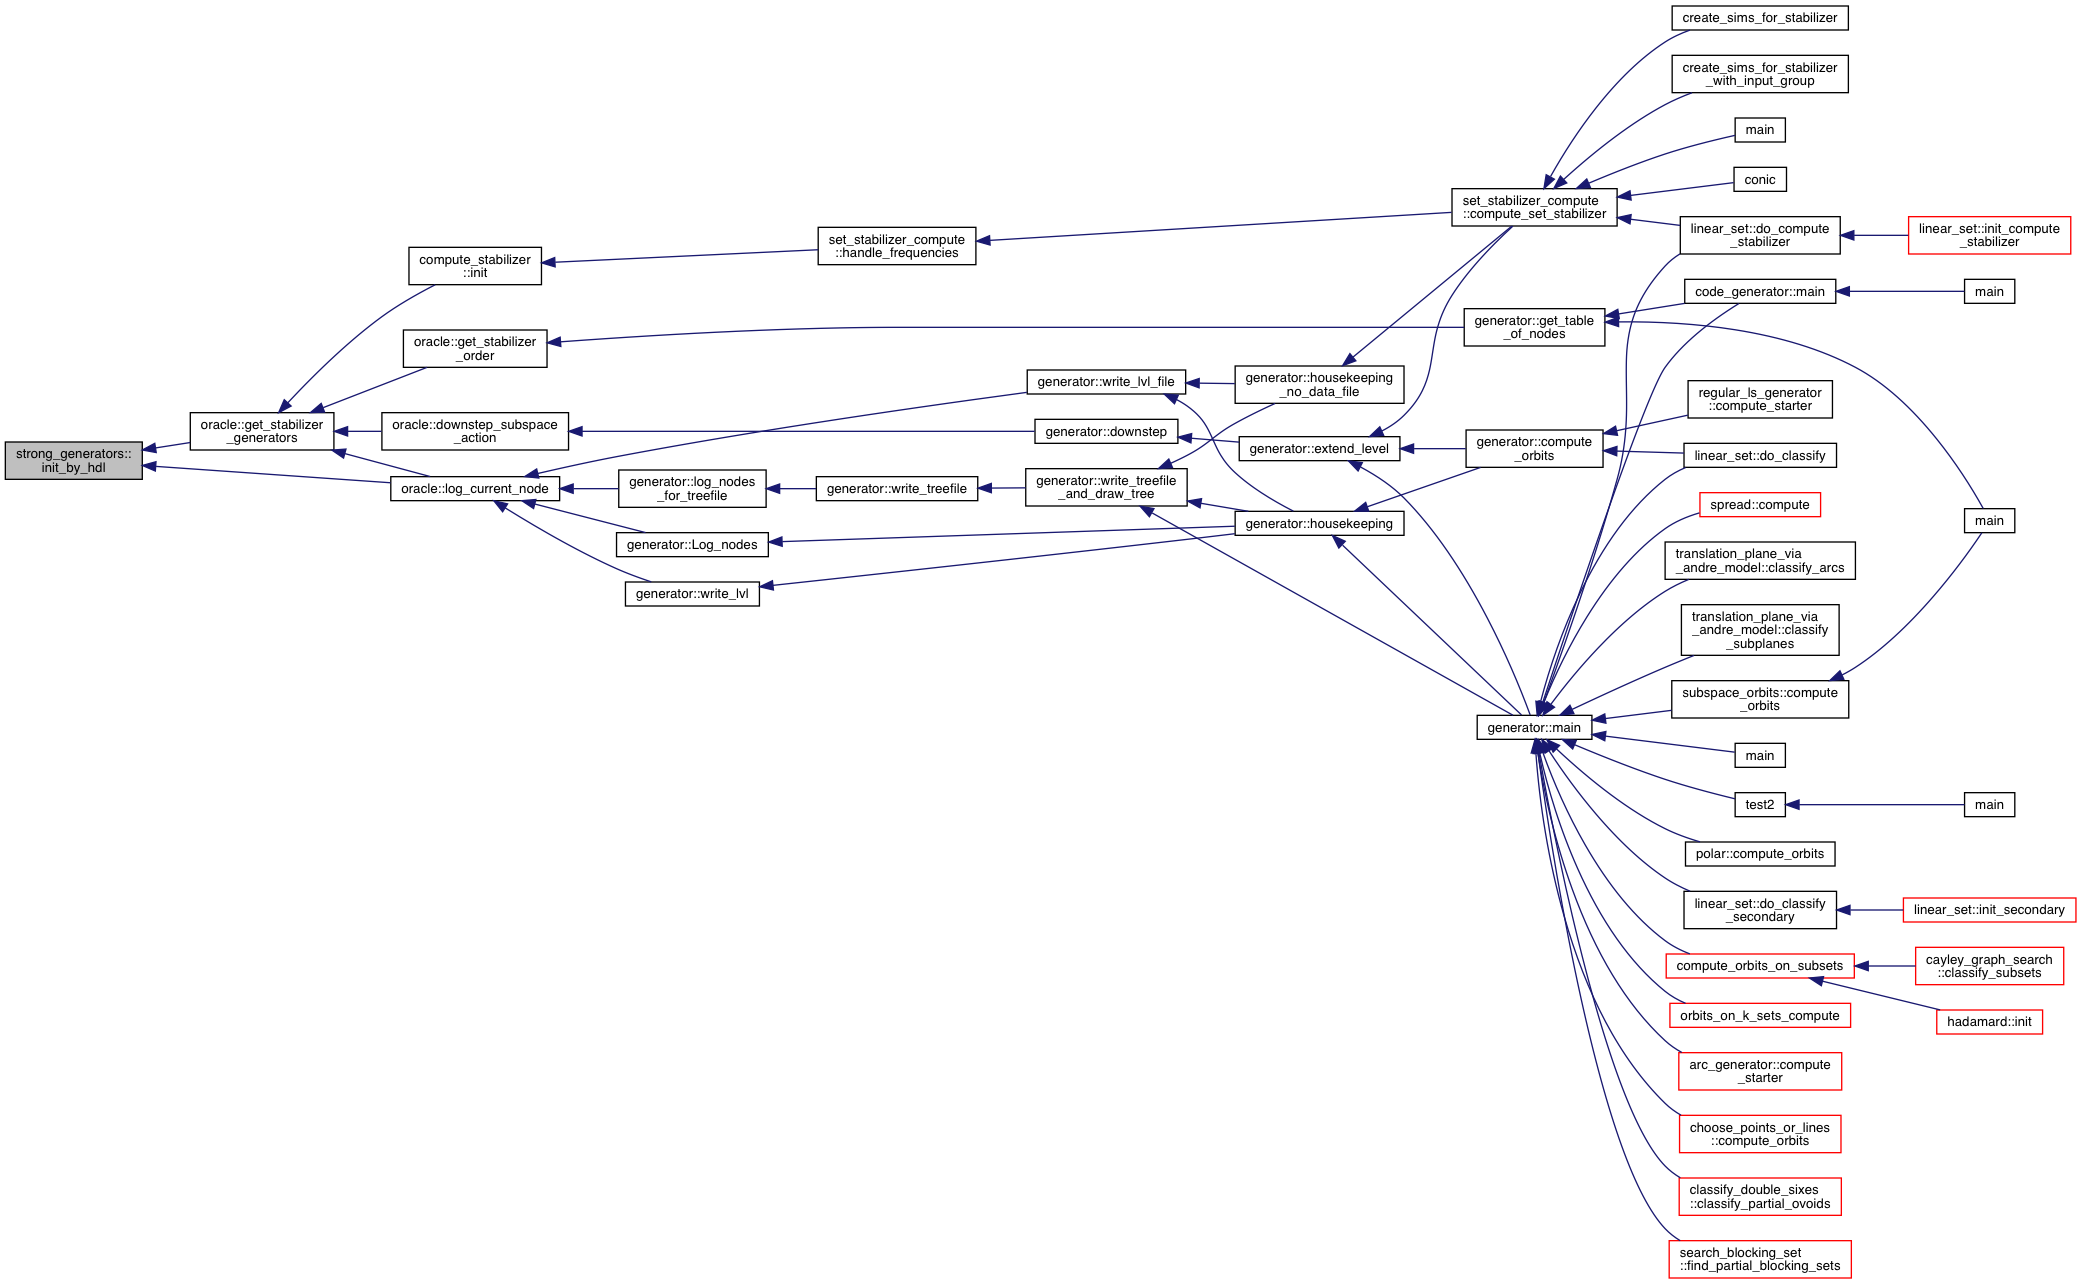 strong_generators::
init_by_hdl
oracle::get_stabilizer
_generators
compute_stabilizer
::init
oracle::get_stabilizer
_order
oracle::downstep_subspace
_action
oracle::log_current_node
generator::log_nodes
_for_treefile
generator::Log_nodes
generator::write_lvl
set_stabilizer_compute
::handle_frequencies
generator::write_treefile
generator::write_lvl_file
generator::downstep
generator::write_treefile
_and_draw_tree
generator::housekeeping
_no_data_file
generator::extend_level
generator::housekeeping
set_stabilizer_compute
::compute_set_stabilizer
generator::get_table
_of_nodes
generator::compute
_orbits
generator::main
create_sims_for_stabilizer
create_sims_for_stabilizer
_with_input_group
main
conic
linear_set::do_compute
_stabilizer
code_generator::main
regular_ls_generator
::compute_starter
linear_set::do_classify
spread::compute
translation_plane_via
_andre_model::classify_arcs
translation_plane_via
_andre_model::classify
_subplanes
subspace_orbits::compute
_orbits
main
test2
polar::compute_orbits
linear_set::do_classify
_secondary
compute_orbits_on_subsets
orbits_on_k_sets_compute
arc_generator::compute
_starter
choose_points_or_lines
::compute_orbits
classify_double_sixes
::classify_partial_ovoids
search_blocking_set
::find_partial_blocking_sets
linear_set::init_compute
_stabilizer
main
main
main
linear_set::init_secondary
cayley_graph_search
::classify_subsets
hadamard::init